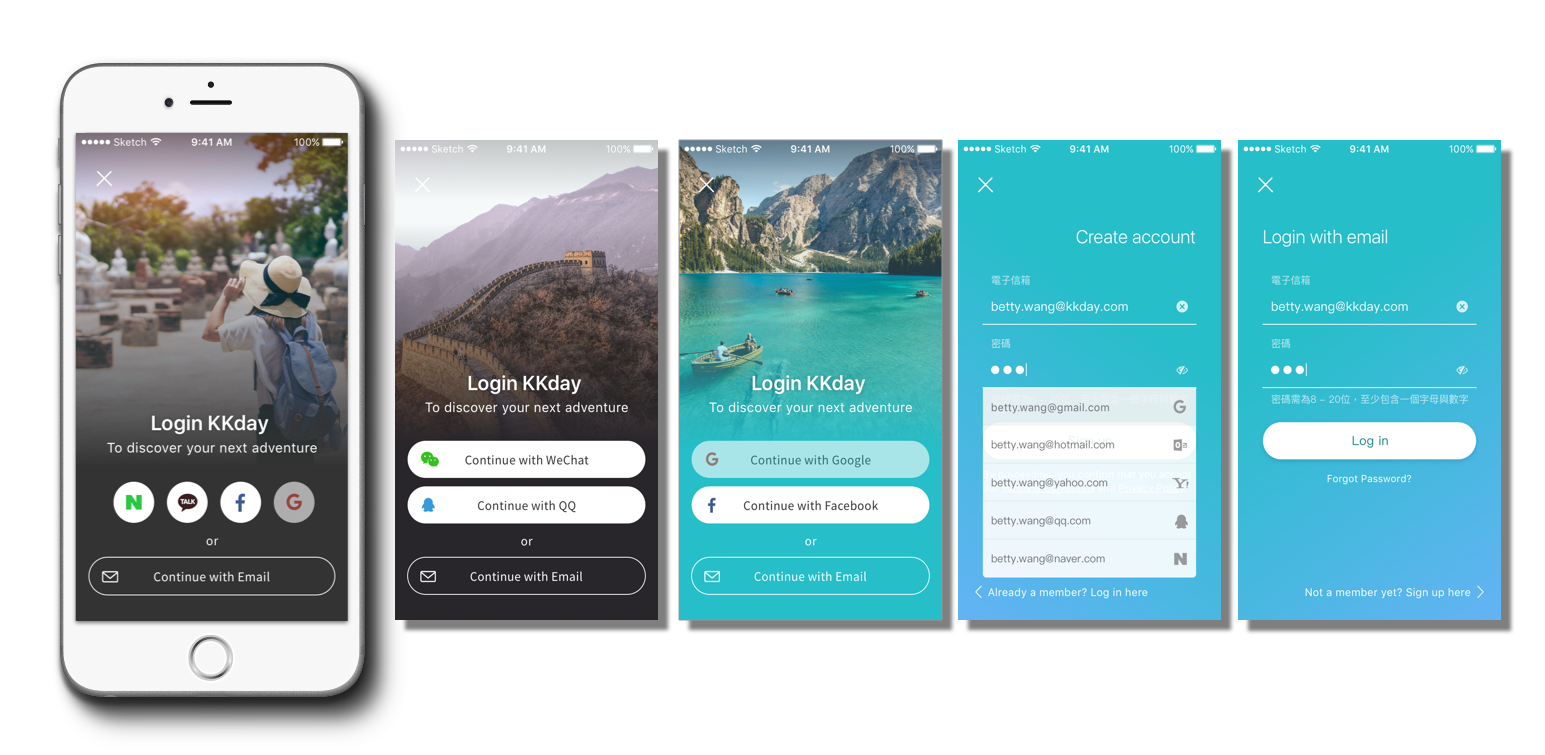 ●●●●● Sketch 9:41 AM 100%
Login KKday
To discover your next adventure
N TALK f G
or
Continue with Email
●●●●● Sketch 9:41 AM 100%
Login KKday
To discover your next adventure
Continue with WeChat
Continue with QQ
or
Continue with Email
●●●●● Sketch 9:41 AM 100%
Login KKday
To discover your next adventure
G Continue with Google
f Continue with Facebook
or
Continue with Email
●●●●● Sketch 9:41 AM 100%
Create account
電子信箱
betty.wang@kkday.com
密碼
●●●
betty.wang@gmail.com G
betty.wang@hotmail.com
betty.wang@yahoo.com Y!
betty.wang@qq.com
betty.wang@naver.com N
Already a member? Log in here
●●●●● Sketch 9:41 AM 100%
Login with email
電子信箱
betty.wang@kkday.com
密碼
●●●
密碼需為8 – 20位，至少包含一個字母與數字
Log in
Forgot Password?
Not a member yet? Sign up here